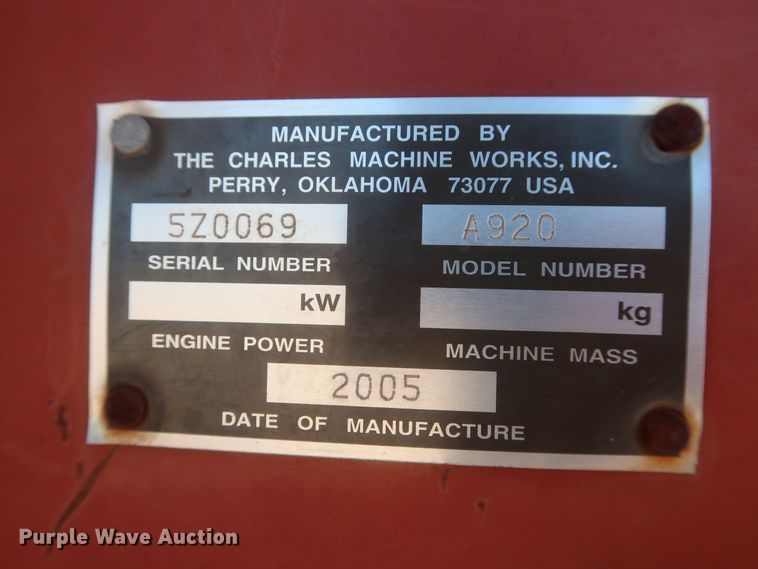 MANUFACTURED BY
THE CHARLES MACHINE WORKS, INC.
PERRY, OKLAHOMA 73077 USA
5Z0069 A920
SERIAL NUMBER MODEL NUMBER
kW kg
ENGINE POWER MACHINE MASS
2005
DATE OF MANUFACTURE
Purple Wave Auction